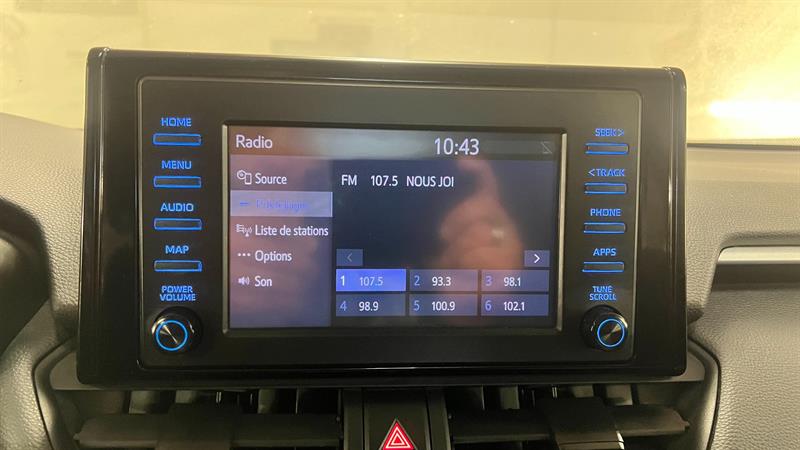 HOME
MENU
AUDIO
MAP
POWER
VOLUME
Radio
10:43
Source
Liste de stations
Options
Son
FM 107.5 NOUS JOI
1 107.5
2 93.3
3 98.1
4 98.9
5 100.9
6 102.1
SEEK >
< TRACK
PHONE
APPS
TUNE
SCROLL